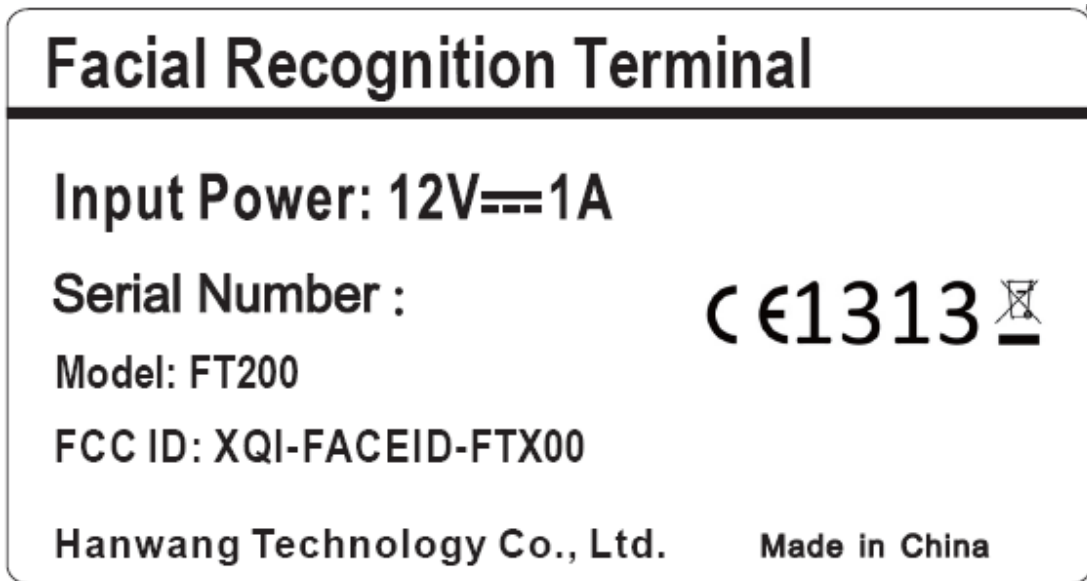 Facial Recognition Terminal
Input Power: 12V⎓1A
Serial Number :
CE1313
Model: FT200
FCC ID: XQI-FACEID-FTX00
Hanwang Technology Co., Ltd. Made in China